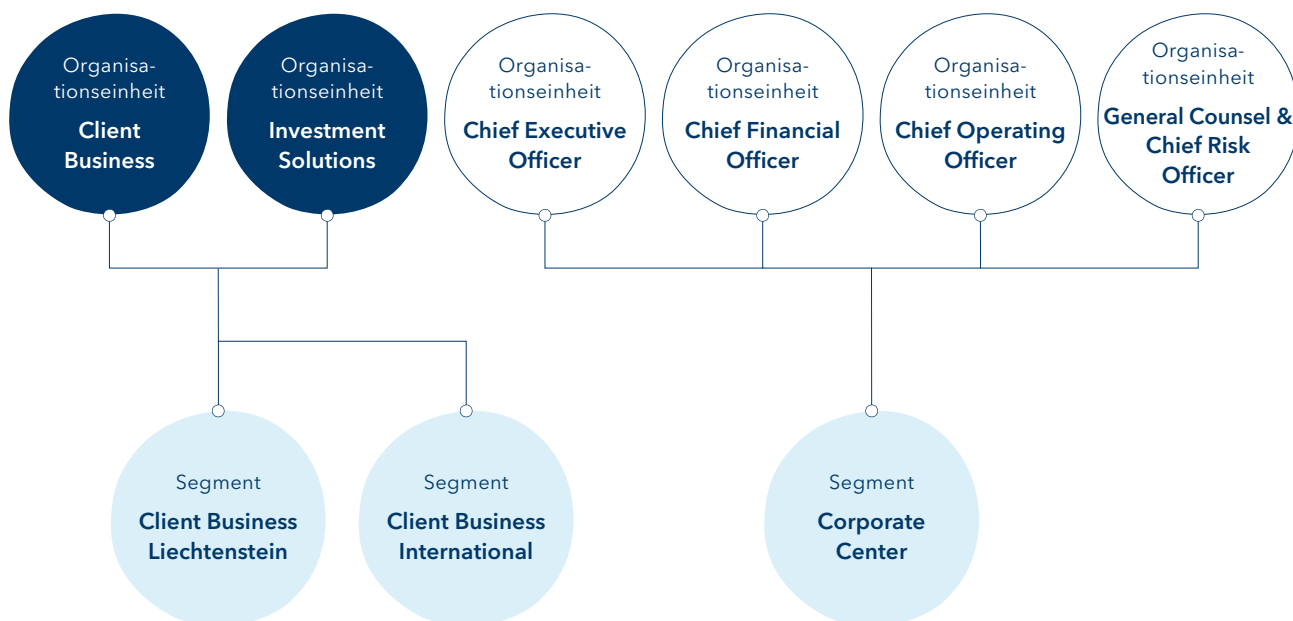 Organisa-
tionseinheit
Client
Business
Organisa-
tionseinheit
Investment
Solutions
Organisa-
tionseinheit
Chief Executive
Officer
Organisa-
tionseinheit
Chief Financial
Officer
Organisa-
tionseinheit
Chief Operating
Officer
Organisa-
tionseinheit
General Counsel &
Chief Risk
Officer
Segment
Client Business
Liechtenstein
Segment
Client Business
International
Segment
Corporate
Center